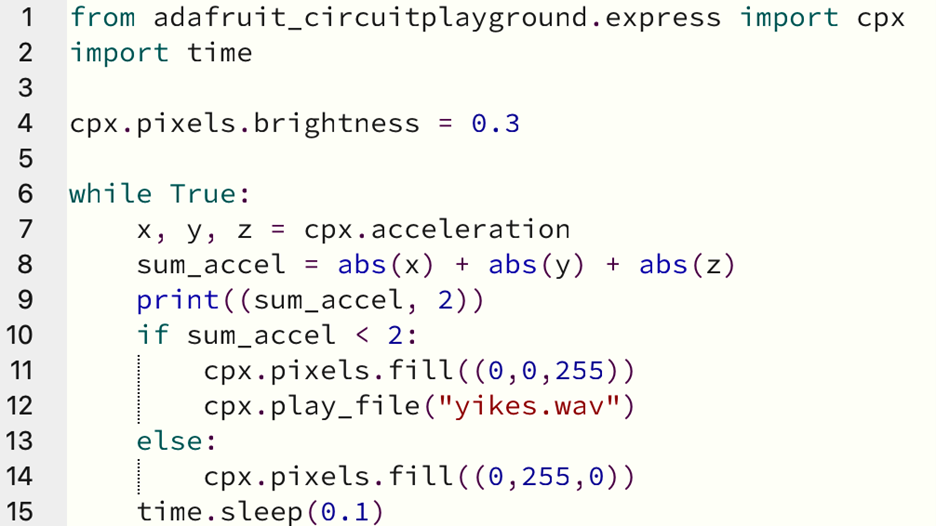 1 from adafruit_circuitplayground.express import cpx
2 import time
3
4 cpx.pixels.brightness = 0.3
5
6 while True:
7     x, y, z = cpx.acceleration
8     sum_accel = abs(x) + abs(y) + abs(z)
9     print((sum_accel, 2))
10     if sum_accel < 2:
11         cpx.pixels.fill((0,0,255))
12         cpx.play_file("yikes.wav")
13     else:
14         cpx.pixels.fill((0,255,0))
15     time.sleep(0.1)